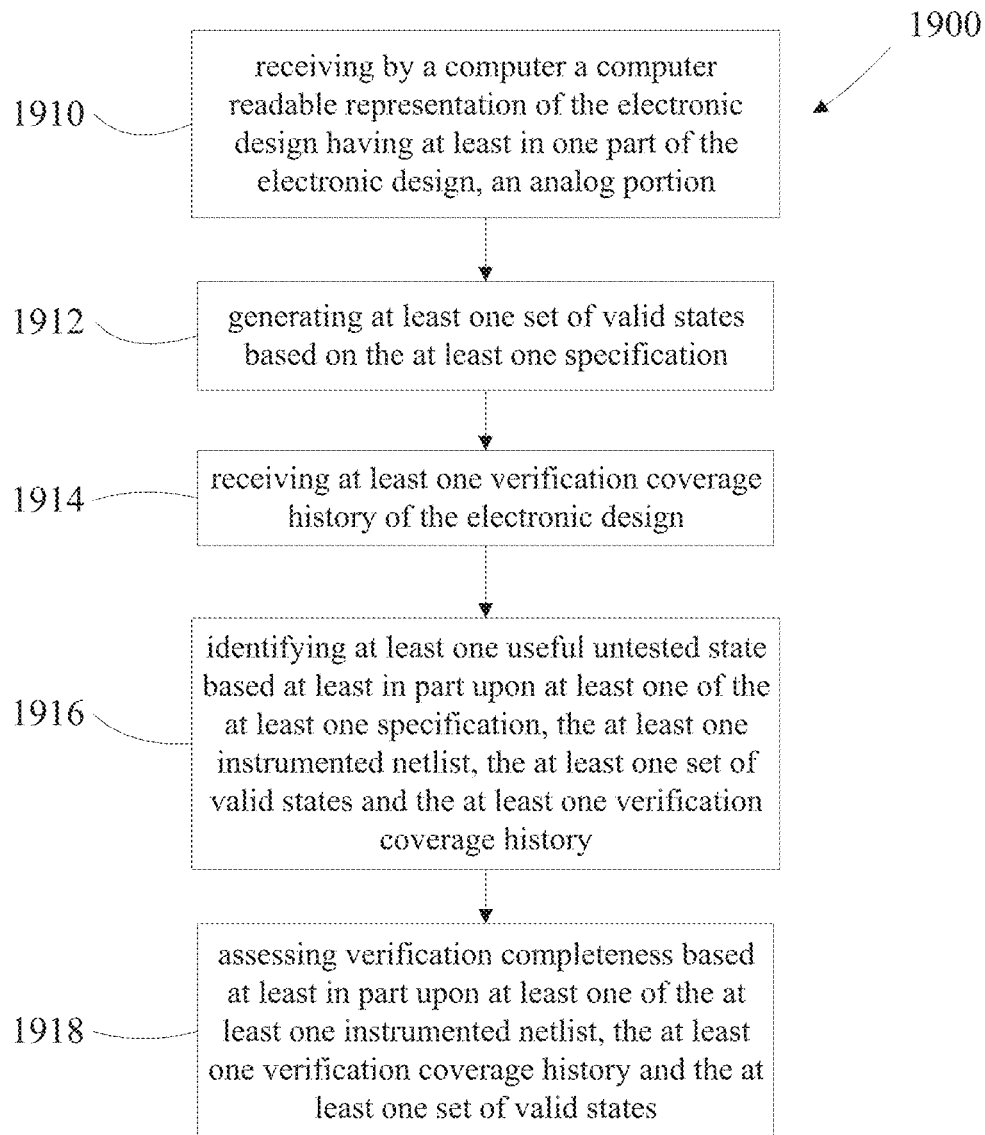 1900
1910
receiving by a computer a computer
readable representation of the electronic
design having at least in one part of the
electronic design, an analog portion
1912
generating at least one set of valid states
based on the at least one specification
1914
receiving at least one verification coverage
history of the electronic design
1916
identifying at least one useful untested state
based at least in part upon at least one of the
at least one specification, the at least one
instrumented netlist, the at least one set of
valid states and the at least one verification
coverage history
1918
assessing verification completeness based
at least in part upon at least one of the at
least one instrumented netlist, the at least
one verification coverage history and the at
least one set of valid states